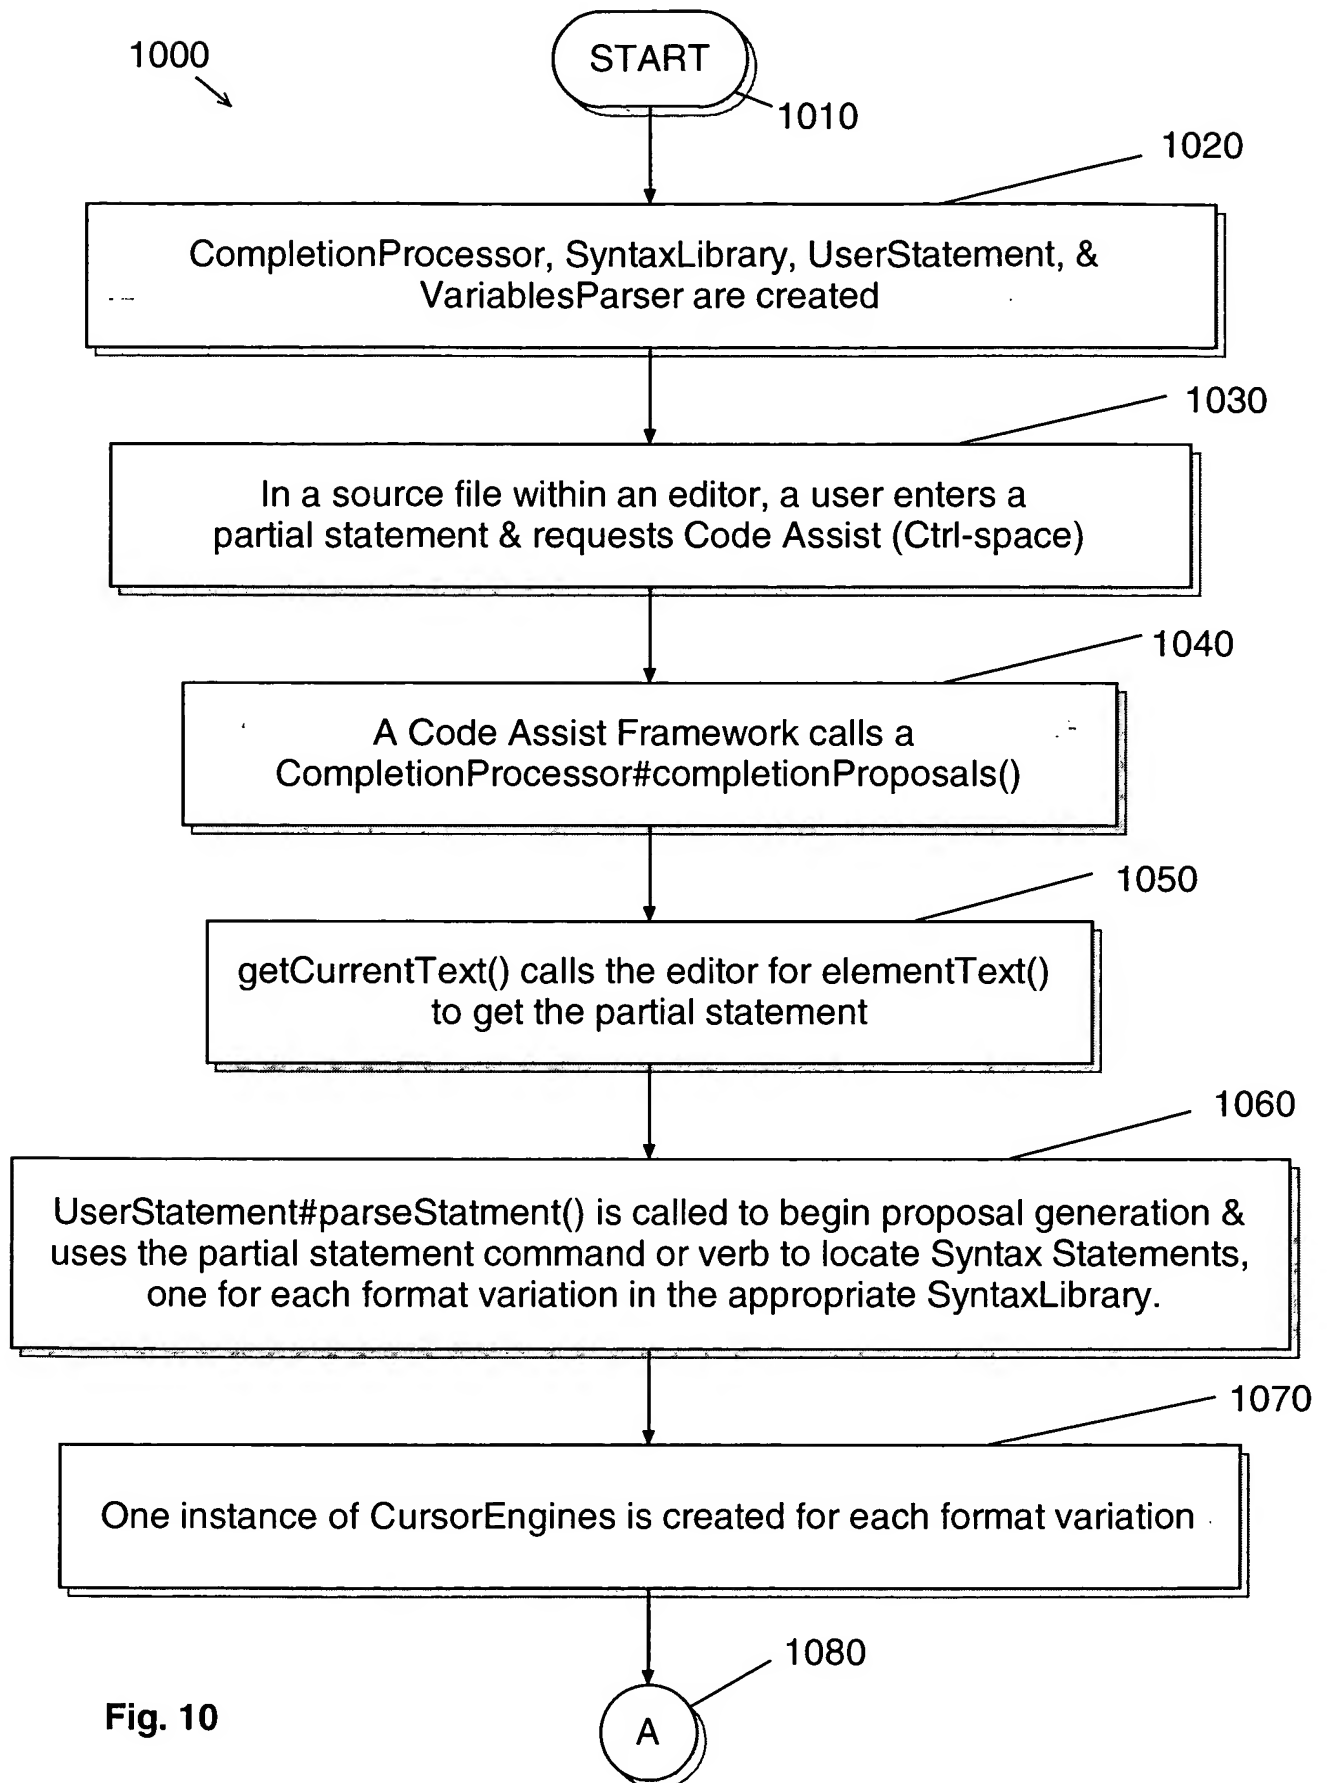 1000
START
1010
1020
CompletionProcessor, SyntaxLibrary, UserStatement, &
VariablesParser are created
1030
In a source file within an editor, a user enters a
partial statement & requests Code Assist (Ctrl-space)
1040
A Code Assist Framework calls a
CompletionProcessor#completionProposals()
1050
getCurrentText() calls the editor for elementText()
to get the partial statement
1060
UserStatement#parseStatment() is called to begin proposal generation &
uses the partial statement command or verb to locate Syntax Statements,
one for each format variation in the appropriate SyntaxLibrary.
1070
One instance of CursorEngines is created for each format variation
1080
A
Fig. 10